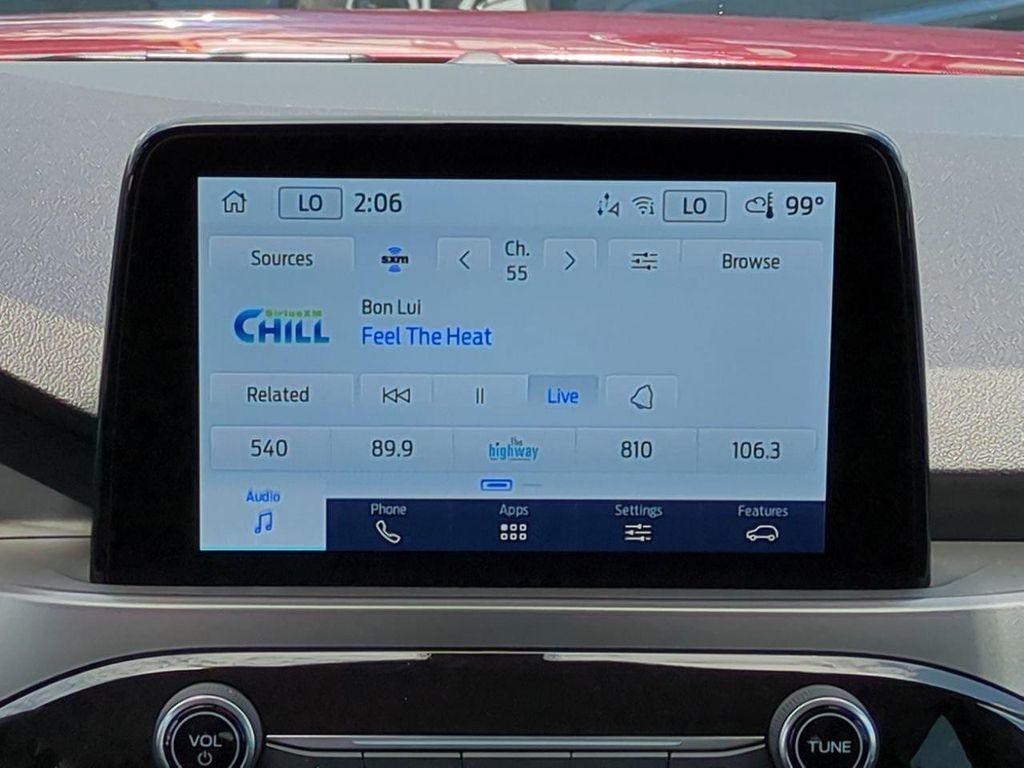 LO 2:06 LO 99°
Sources sxm Ch. 55 Browse
SiriusXM
CHILL
Bon Lui
Feel The Heat
Related Live
540 89.9 The highway 810 106.3
Audio Phone Apps Settings Features
VOL TUNE